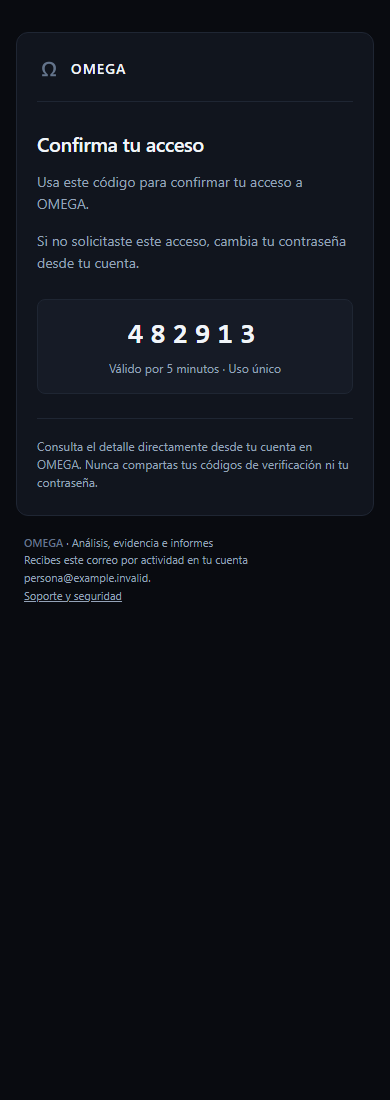 Ω OMEGA
Confirma tu acceso
Usa este código para confirmar tu acceso a
OMEGA.
Si no solicitaste este acceso, cambia tu contraseña
desde tu cuenta.
482913
Válido por 5 minutos · Uso único
Consulta el detalle directamente desde tu cuenta en
OMEGA. Nunca compartas tus códigos de verificación ni tu
contraseña.
OMEGA · Análisis, evidencia e informes
Recibes este correo por actividad en tu cuenta
persona@example.invalid.
Soporte y seguridad